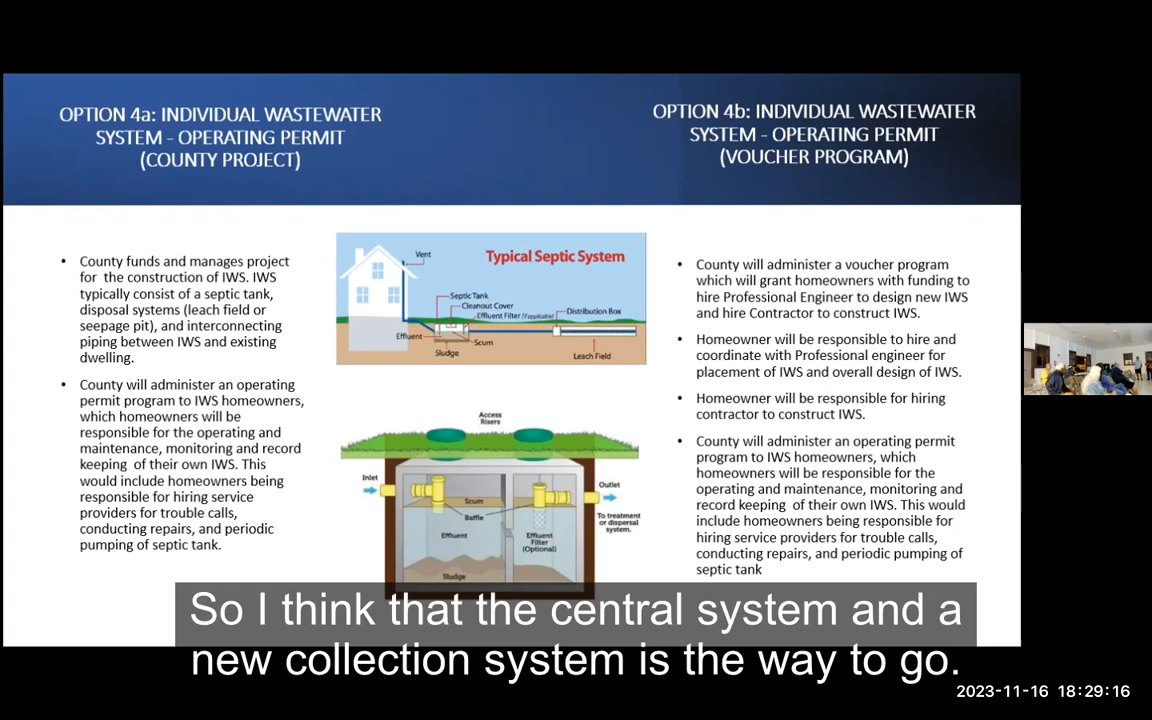 OPTION 4a: INDIVIDUAL WASTEWATER
SYSTEM - OPERATING PERMIT
(COUNTY PROJECT)
OPTION 4b: INDIVIDUAL WASTEWATER
SYSTEM - OPERATING PERMIT
(VOUCHER PROGRAM)
• County funds and manages project
for the construction of IWS. IWS
typically consist of a septic tank,
disposal systems (leach field or
seepage pit), and interconnecting
piping between IWS and existing
dwelling.
• County will administer an operating
permit program to IWS homeowners,
which homeowners will be
responsible for the operating and
maintenance, monitoring and record
keeping of their own IWS. This
would include homeowners being
responsible for hiring service
providers for trouble calls,
conducting repairs, and periodic
pumping of septic tank.
Typical Septic System
Vent
Septic Tank
Cleanout Cover
Effluent Filter (if applicable)
Distribution Box
Effluent
Scum
Sludge
Leach Field
Access
Risers
Inlet
Outlet
Scum
Baffle
To treatment
or dispersal
system.
Effluent
Effluent
Filter
(Optional)
Sludge
• County will administer a voucher program
which will grant homeowners with funding to
hire Professional Engineer to design new IWS
and hire Contractor to construct IWS.
• Homeowner will be responsible to hire and
coordinate with Professional engineer for
placement of IWS and overall design of IWS.
• Homeowner will be responsible for hiring
contractor to construct IWS.
• County will administer an operating permit
program to IWS homeowners, which
homeowners will be responsible for the
operating and maintenance, monitoring and
record keeping of their own IWS. This would
include homeowners being responsible for
hiring service providers for trouble calls,
conducting repairs, and periodic pumping of
septic tank
So I think that the central system and a
new collection system is the way to go.
2023-11-16 18:29:16